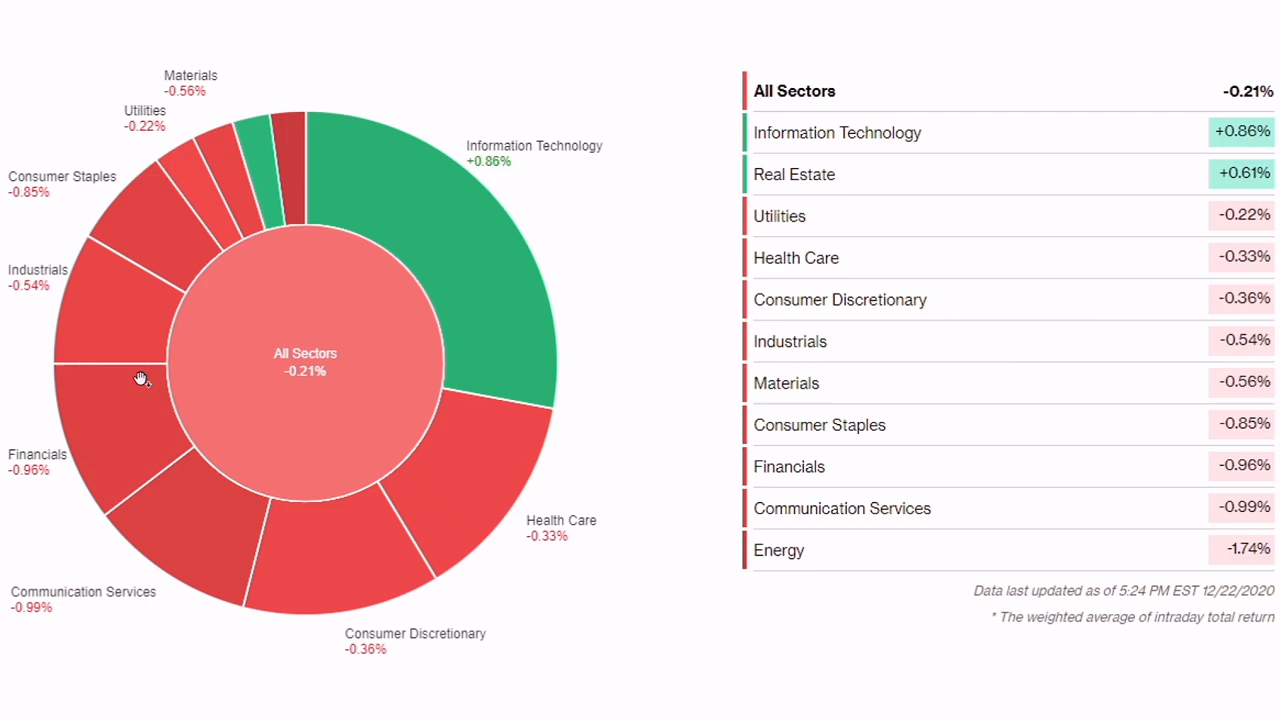 Materials
-0.56%
Utilities
-0.22%
Information Technology
+0.86%
Consumer Staples
-0.85%
Industrials
-0.54%
All Sectors
-0.21%
Financials
-0.96%
Health Care
-0.33%
Communication Services
-0.99%
Consumer Discretionary
-0.36%
All Sectors -0.21%
Information Technology +0.86%
Real Estate +0.61%
Utilities -0.22%
Health Care -0.33%
Consumer Discretionary -0.36%
Industrials -0.54%
Materials -0.56%
Consumer Staples -0.85%
Financials -0.96%
Communication Services -0.99%
Energy -1.74%
Data last updated as of 5:24 PM EST 12/22/2020
* The weighted average of intraday total return